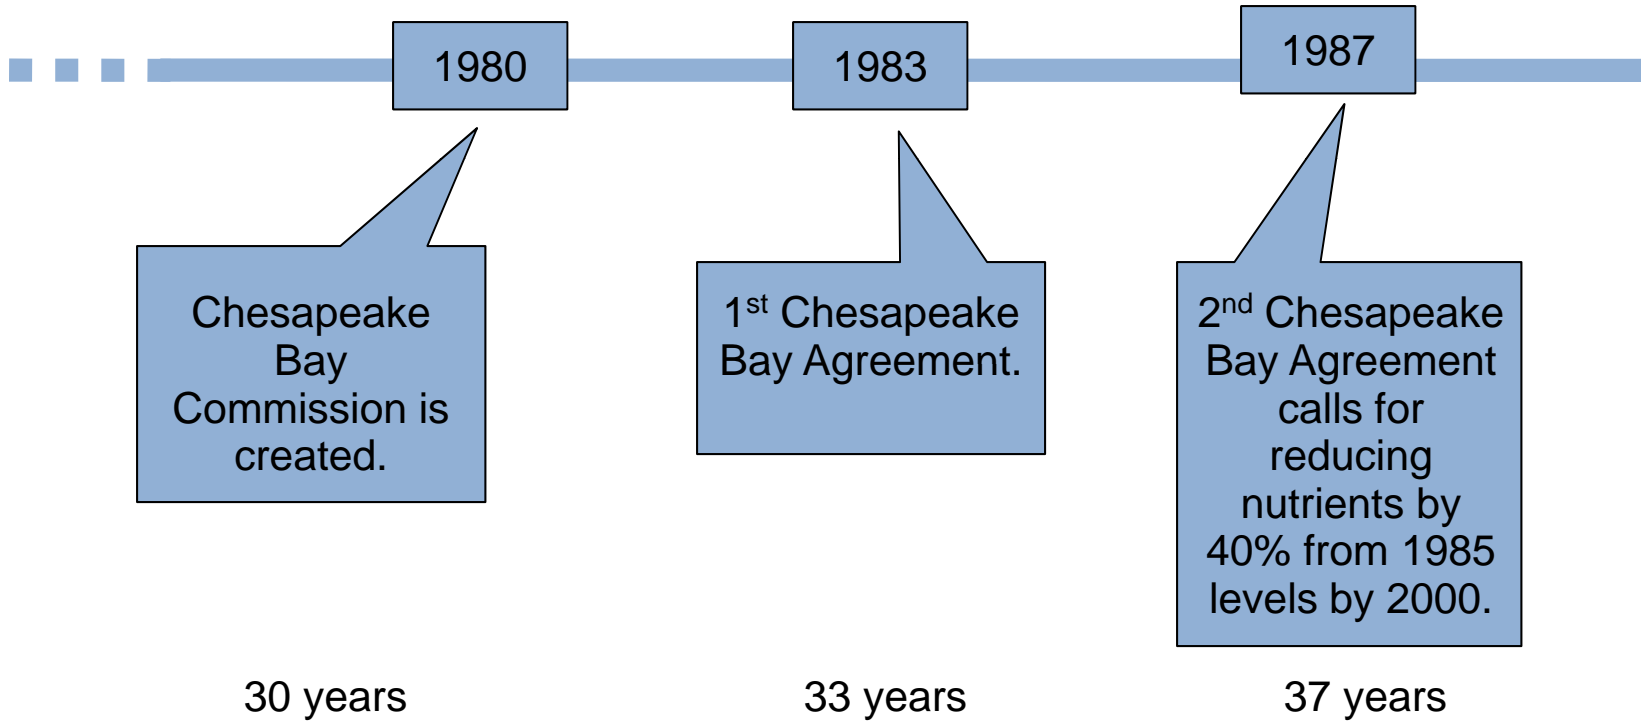 1980
1983
1987
Chesapeake
Bay
Commission is
created.
1st Chesapeake
Bay Agreement.
2nd Chesapeake
Bay Agreement
calls for
reducing
nutrients by
40% from 1985
levels by 2000.
30 years
33 years
37 years